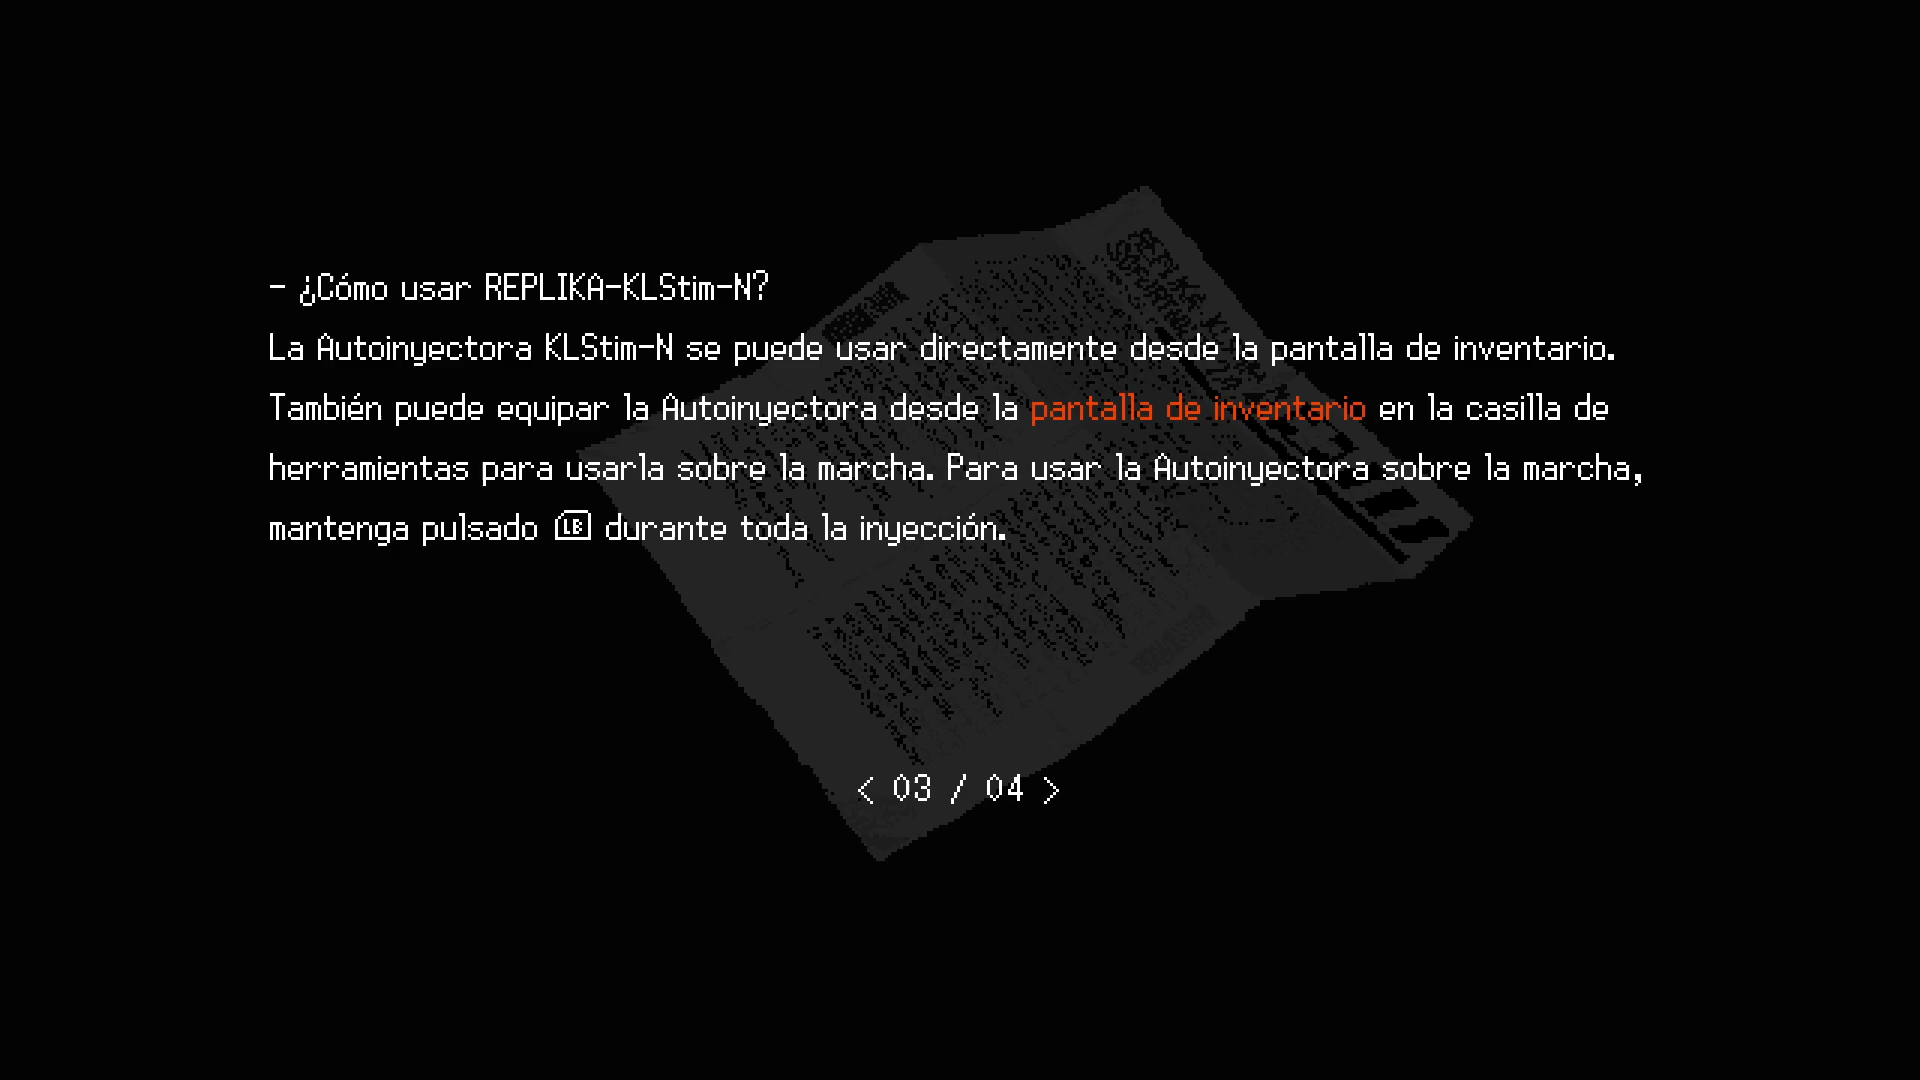 - ¿Cómo usar REPLIKA-KLStim-N?
La Autoinyectora KLStim-N se puede usar directamente desde la pantalla de inventario.
También puede equipar la Autoinyectora desde la pantalla de inventario en la casilla de
herramientas para usarla sobre la marcha. Para usar la Autoinyectora sobre la marcha,
mantenga pulsado LB durante toda la inyección.
< 03 / 04 >